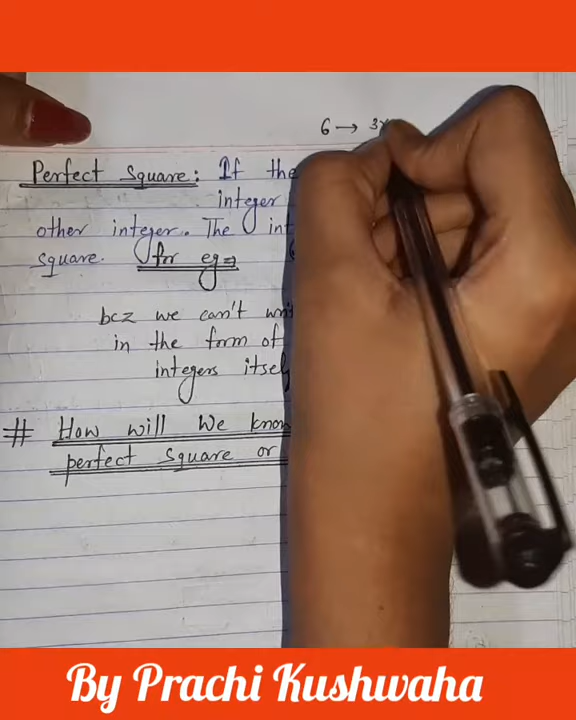 6 → 3×
Perfect Square: If the
integer
other integer. The int
square. for eg ⇒
bcz we can't wri
in the form of
integers itself
# How will We know
perfect Square or
By Prachi Kushwaha